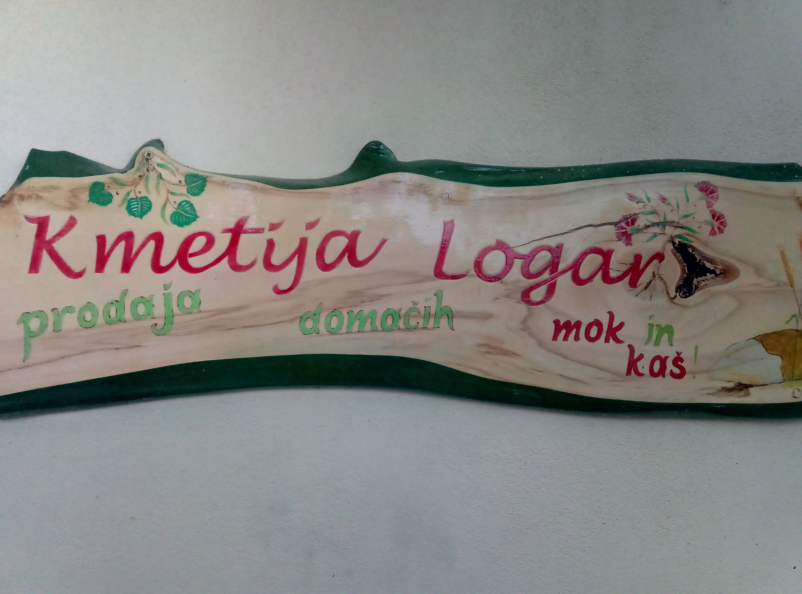 Kmetija Logar
prodaja domačih mok in
kaš!